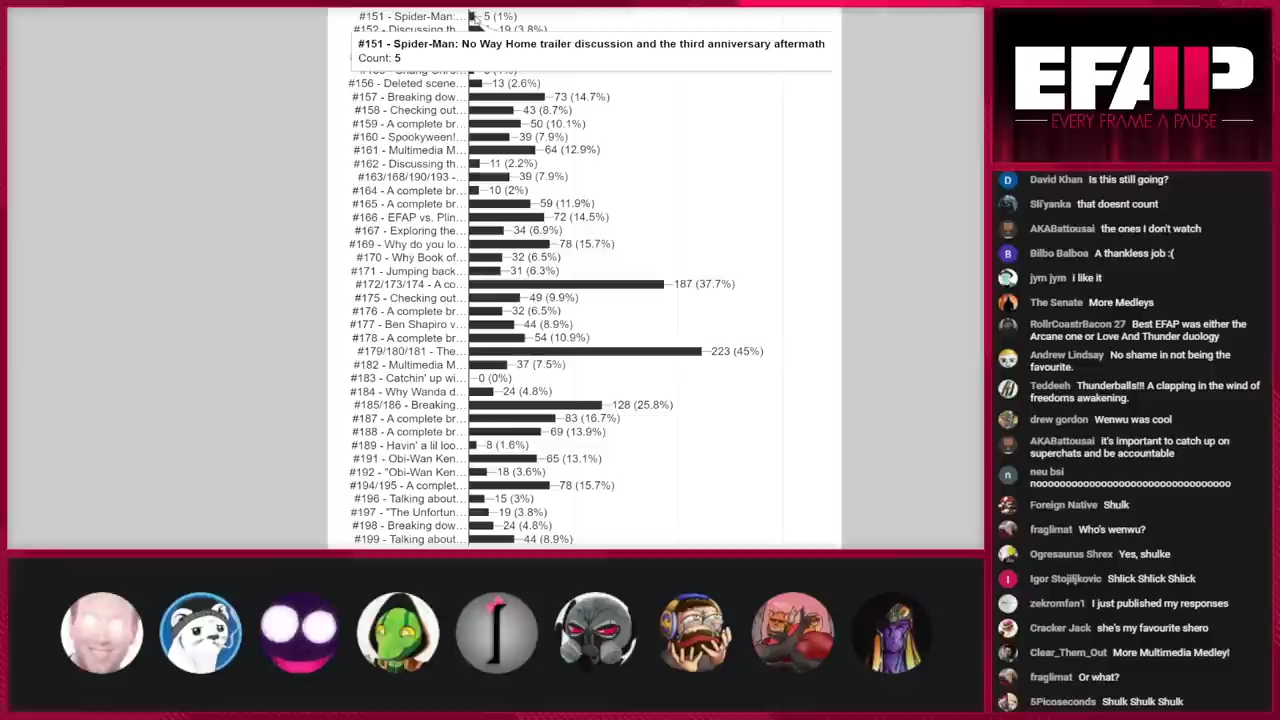 #151 - Spider-Man:... 5 (1%)
#152 - Discussing th... 19 (3.8%)
#151 - Spider-Man: No Way Home trailer discussion and the third anniversary aftermath
Count: 5
#156 - Deleted scene... 13 (2.6%)
#157 - Breaking dow... 73 (14.7%)
#158 - Checking out... 43 (8.7%)
#159 - A complete br... 50 (10.1%)
#160 - Spookyween!... 39 (7.9%)
#161 - Multimedia M... 64 (12.9%)
#162 - Discussing th... 11 (2.2%)
#163/168/190/193 -... 39 (7.9%)
#164 - A complete br... 10 (2%)
#165 - A complete br... 59 (11.9%)
#166 - EFAP vs. Plin... 72 (14.5%)
#167 - Exploring the... 34 (6.9%)
#169 - Why do you lo... 78 (15.7%)
#170 - Why Book of... 32 (6.5%)
#171 - Jumping back... 31 (6.3%)
#172/173/174 - A co... 187 (37.7%)
#175 - Checking out... 49 (9.9%)
#176 - A complete br... 32 (6.5%)
#177 - Ben Shapiro v... 44 (8.9%)
#178 - A complete br... 54 (10.9%)
#179/180/181 - The... 223 (45%)
#182 - Multimedia M... 37 (7.5%)
#183 - Catchin' up wi... 0 (0%)
#184 - Why Wanda d... 24 (4.8%)
#185/186 - Breaking... 128 (25.8%)
#187 - A complete br... 83 (16.7%)
#188 - A complete br... 69 (13.9%)
#189 - Havin' a lil loo... 8 (1.6%)
#191 - Obi-Wan Ken... 65 (13.1%)
#192 - "Obi-Wan Ken... 18 (3.6%)
#194/195 - A complet... 78 (15.7%)
#196 - Talking about... 15 (3%)
#197 - "The Unfortun... 19 (3.8%)
#198 - Breaking dow... 24 (4.8%)
#199 - Talking about... 44 (8.9%)
EFAP
EVERY FRAME A PAUSE
D
David Khan Is this still going?
Sli'yanka that doesnt count
AKABattousai the ones I don't watch
B
Bilbo Balboa A thankless job :(
jym jym i like it
The Senate More Medleys
RollrCoastrBacon 27 Best EFAP was either the
Arcane one or Love And Thunder duology
Andrew Lindsay No shame in not being the
favourite.
Teddeeh Thunderballs!!! A clapping in the wind of
freedoms awakening.
drew gordon Wenwu was cool
AKABattousai it's important to catch up on
superchats and be accountable
n
neu bsi
nooooooooooooooooooooooooooooooooo
Foreign Native Shulk
fraglimat Who's wenwu?
Ogresaurus Shrex Yes, shulke
I
Igor Stojiljkovic Shlick Shlick Shlick
zekromfan1 I just published my responses
Cracker Jack she's my favourite shero
Clear_Them_Out More Multimedia Medley!
fraglimat Or what?
5Picoseconds Shulk Shulk Shulk